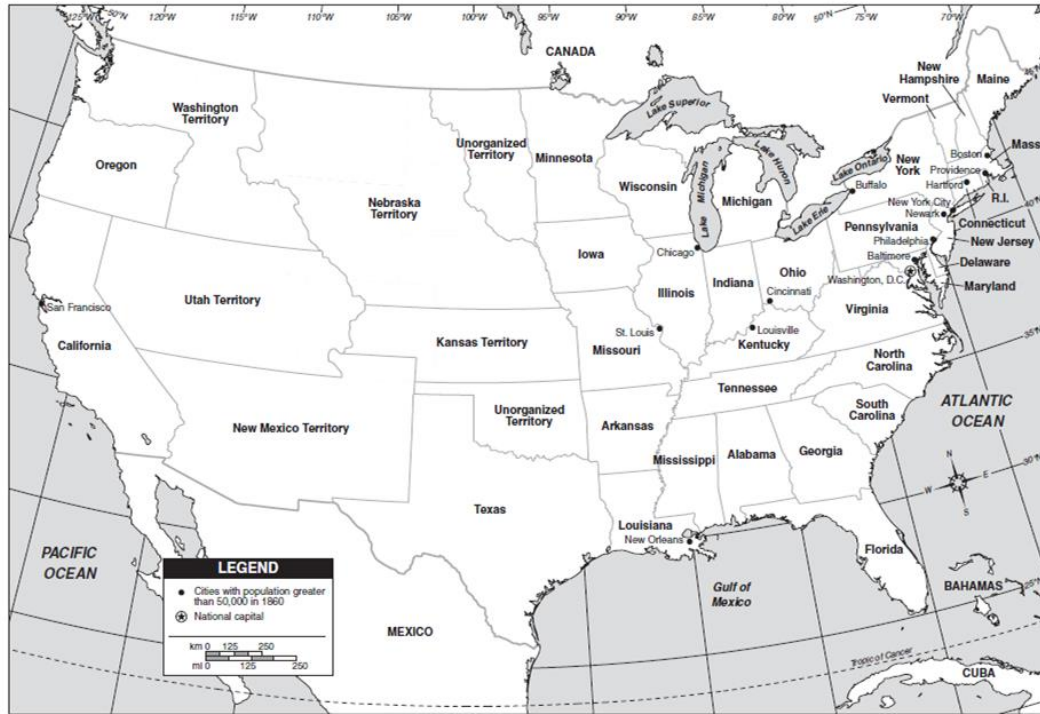 125°W
50°N
120°W
115°W
110°W
105°W
100°W
95°W
90°W
85°W
80°W
75°W
50°N
70°W
45°N
CANADA
Washington
Territory
Oregon
Unorganized
Territory
Minnesota
Nebraska
Territory
Lake Superior
Lake Michigan
Lake Huron
Lake Ontario
Lake Erie
Wisconsin
Michigan
New
Hampshire
Vermont
Maine
New
York
Boston
Mass
Providence
Hartford
R.I.
Buffalo
New York City
Newark
40°N
Connecticut
Pennsylvania
New Jersey
Philadelphia
Baltimore
Delaware
Washington, D.C.
Maryland
Iowa
Chicago
Illinois
Indiana
Ohio
Cincinnati
Virginia
San Francisco
Utah Territory
California
Kansas Territory
St. Louis
Missouri
Louisville
Kentucky
35°N
North
Carolina
Tennessee
South
Carolina
ATLANTIC
OCEAN
New Mexico Territory
Unorganized
Territory
Arkansas
Mississippi
Alabama
Georgia
N
W
E
S
30°N
Texas
Louisiana
New Orleans
Florida
PACIFIC
OCEAN
LEGEND
Cities with population greater
than 50,000 in 1860
National capital
km 0 125 250
mi 0 125 250
MEXICO
Gulf of
Mexico
BAHAMAS
25°N
Tropic of Cancer
CUBA